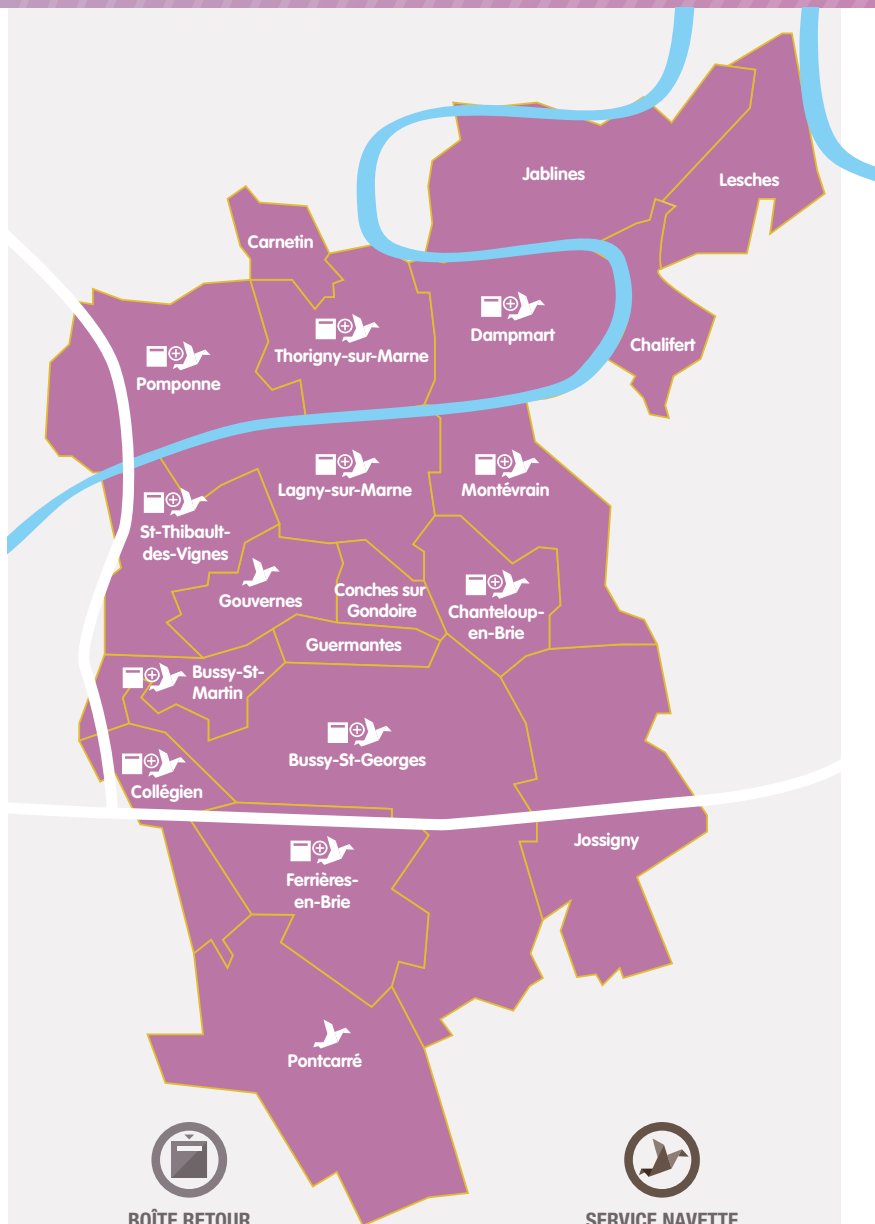 Jablines
Lesches
Carnetin
Dampmart
Thorigny-sur-Marne
Chalifert
Pomponne
Lagny-sur-Marne
Montévrain
St-Thibault-
des-Vignes
Gouvernes
Conches sur
Gondoire
Chanteloup-
en-Brie
Guermantes
Bussy-St-
Martin
Bussy-St-Georges
Collégien
Jossigny
Ferrières-
en-Brie
Pontcarré
BOÎTE RETOUR
SERVICE NAVETTE